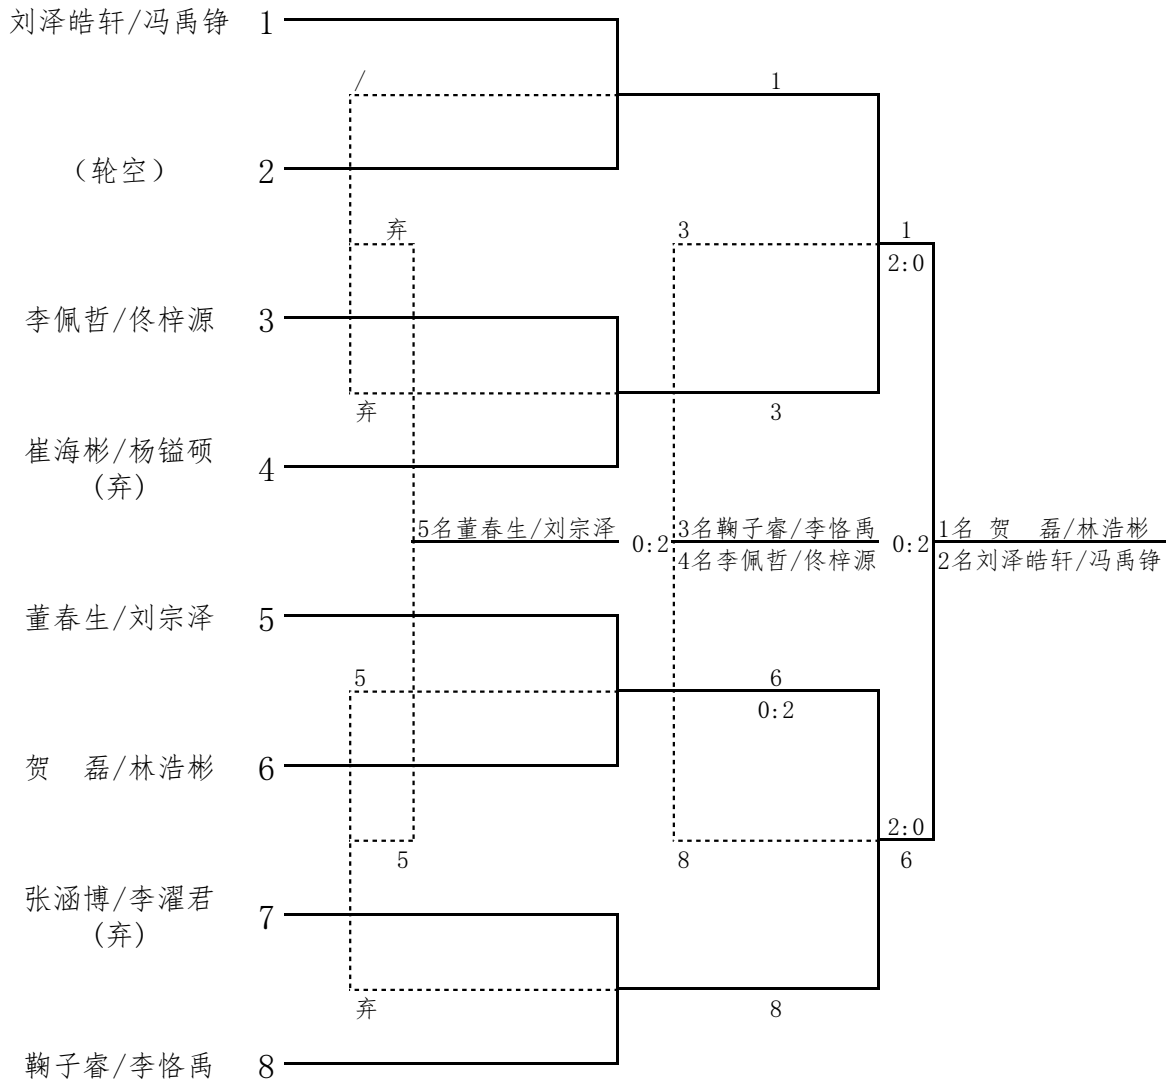 刘泽皓轩/冯禹铮 1
/
1
（轮空） 2
弃
3
1
2:0
李佩哲/佟梓源 3
弃
3
崔海彬/杨镒硕 4
(弃)
5名董春生/刘宗泽
0:2
3名鞠子睿/李恪禹
4名李佩哲/佟梓源
0:2
1名 贺　磊/林浩彬
2名刘泽皓轩/冯禹铮
董春生/刘宗泽 5
5
6
0:2
贺　磊/林浩彬 6
2:0
5
8
6
张涵博/李濯君 7
(弃)
弃
8
鞠子睿/李恪禹 8